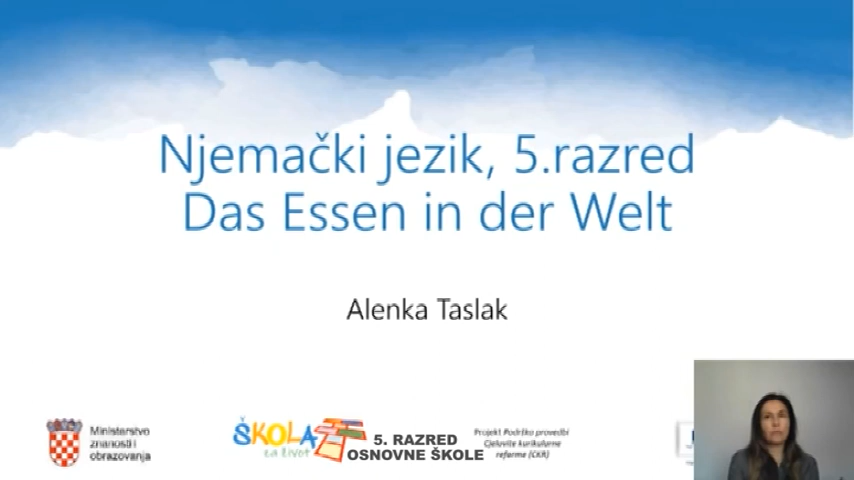 Njemački jezik, 5.razred
Das Essen in der Welt
Alenka Taslak
Ministarstvo
znanosti i
obrazovanja
ŠKOLA
za život
5. RAZRED
OSNOVNE ŠKOLE
Projekt Podrška provedbi
Cjelovite kurikularne
reforme (CKR)